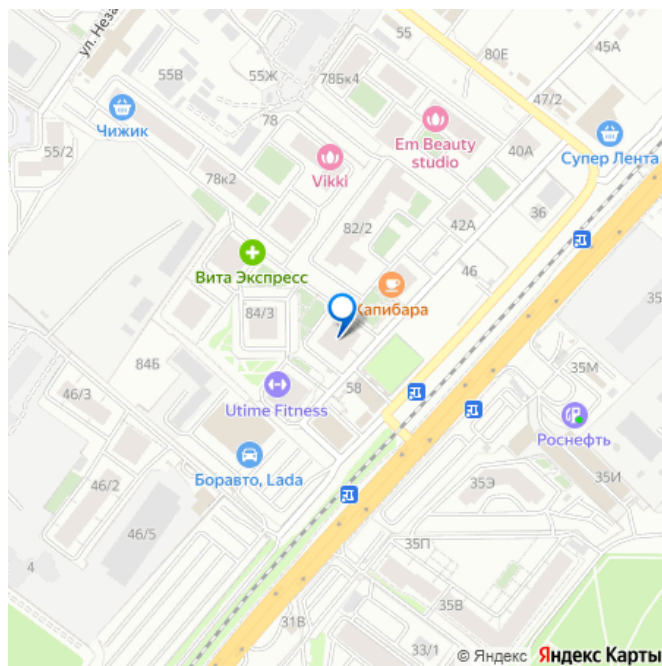 ул. Неза
55В
55Ж
78Бк4
80Е
45А
47/2
Чижик
78
Em Beauty
studio
40А
Супер Лента
55/2
78к2
Vikki
36
42А
82/2
Вита Экспресс
46
Капибара
35
84/3
84Б
58
35М
46/3
Utime Fitness
Роснефть
Боравто, Lada
46/2
35Э
35И
46/5
35П
4
35В
31В
33/1
© Яндекс Яндекс Карты